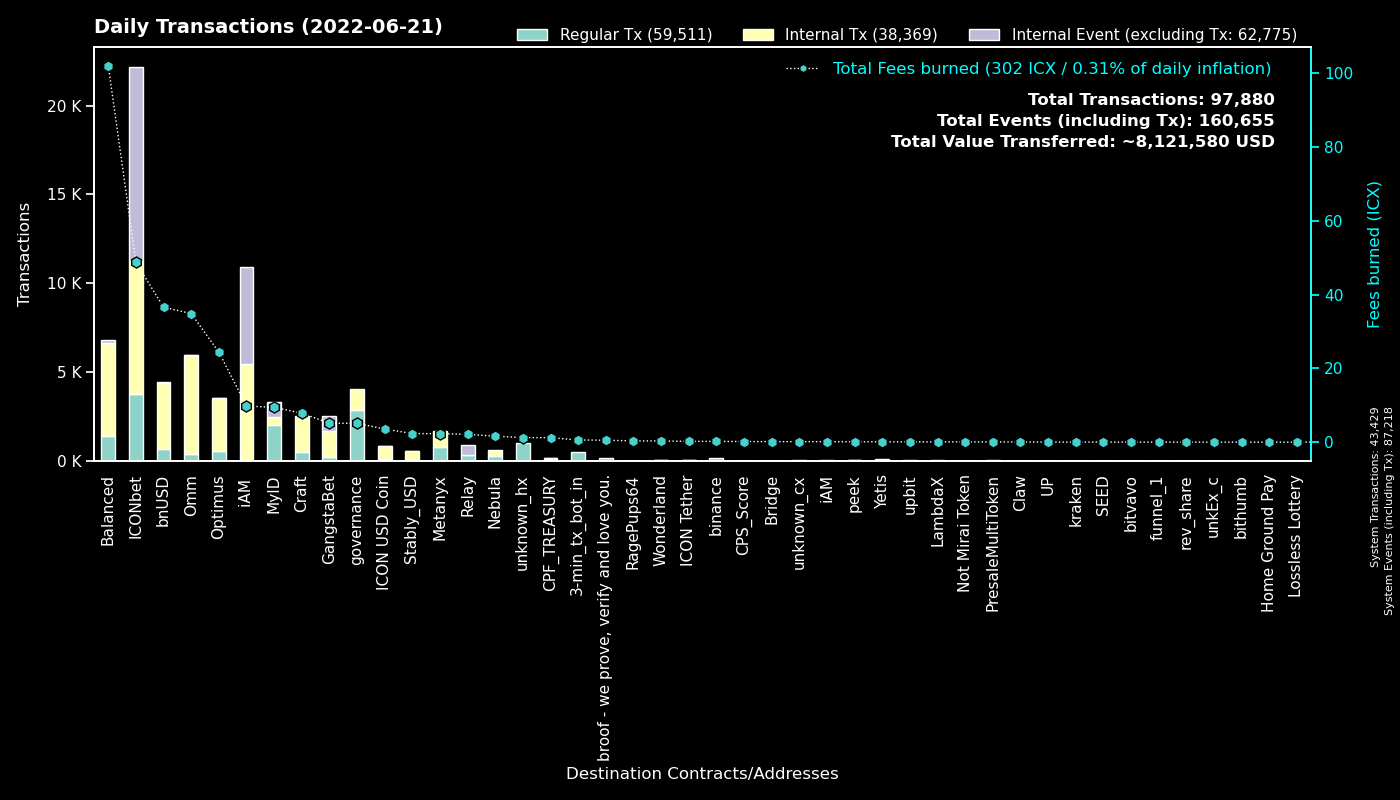 Daily Transactions (2022-06-21)
Regular Tx (59,511)
Internal Tx (38,369)
Internal Event (excluding Tx: 62,775)
Total Fees burned (302 ICX / 0.31% of daily inflation)
Total Transactions: 97,880
Total Events (including Tx): 160,655
Total Value Transferred: ~8,121,580 USD
Transactions
20 K
15 K
10 K
5 K
0 K
100
80
60
40
20
0
Fees burned (ICX)
System Transactions: 43,429
System Events (including Tx): 87,218
Balanced
ICONbet
bnUSD
Omm
Optimus
iAM
MyID
Craft
GangstaBet
governance
ICON USD Coin
Stably_USD
Metanyx
Relay
Nebula
unknown_hx
CPF_TREASURY
3-min_tx_bot_in
broof - we prove, verify and love you.
RagePups64
Wonderland
ICON Tether
binance
CPS_Score
Bridge
unknown_cx
iAM
peek
Yetis
upbit
LambdaX
Not Mirai Token
PresaleMultiToken
Claw
UP
kraken
SEED
bitvavo
funnel_1
rev_share
unkEx_c
bithumb
Home Ground Pay
Lossless Lottery
Destination Contracts/Addresses